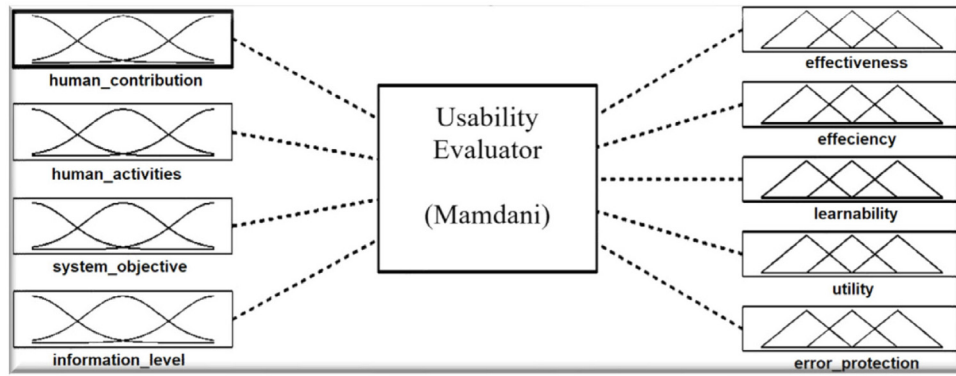 human_contribution
human_activities
system_objective
information_level
Usability
Evaluator
(Mamdani)
effectiveness
effeciency
learnability
utility
error_protection